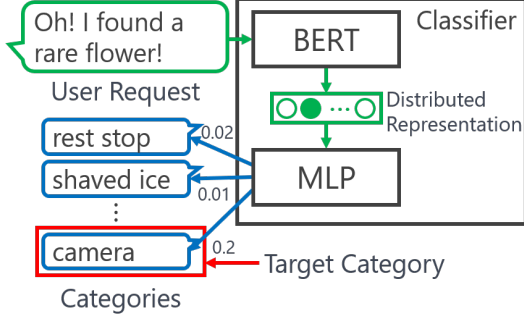 Oh! I found a
rare flower!
User Request
BERT
Classifier
...
Distributed
Representation
MLP
rest stop
0.02
shaved ice
0.01
⋮
camera
0.2
Target Category
Categories